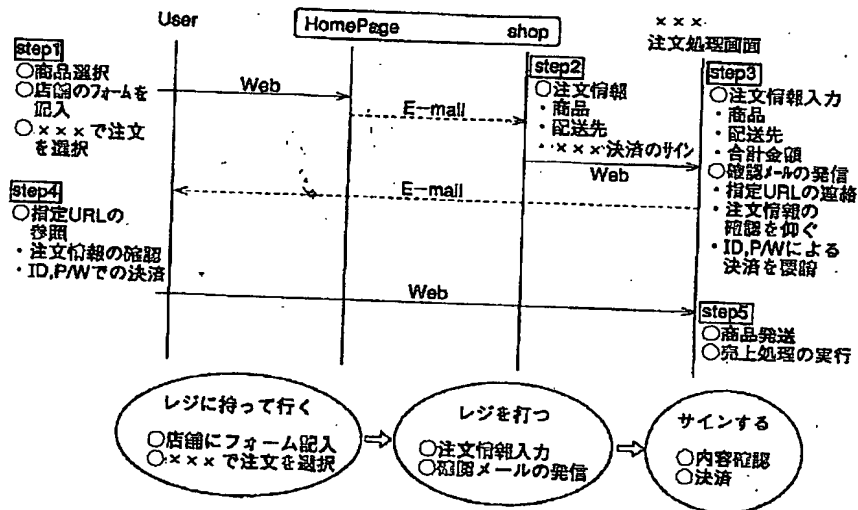 User
HomePage shop
×××
注文処理画面
step1
○商品選択
○店舗のフォームを
記入
○×××で注文
を選択
Web
E-mail
step2
○注文情報
・商品
・配送先
・×××決済のサイン
Web
step3
○注文情報入力
・商品
・配送先
・合計金額
○確認メールの発信
・指定URLの連絡
・注文情報の
確認を仰ぐ
・ID,P/Wによる
決済を要請
E-mail
step4
○指定URLの
参照
・注文情報の確認
・ID,P/Wでの決済
Web
step5
○商品発送
○売上処理の実行
レジに持って行く
○店舗にフォーム記入
○×××で注文を選択
レジを打つ
○注文情報入力
○確認メールの発信
サインする
○内容確認
○決済